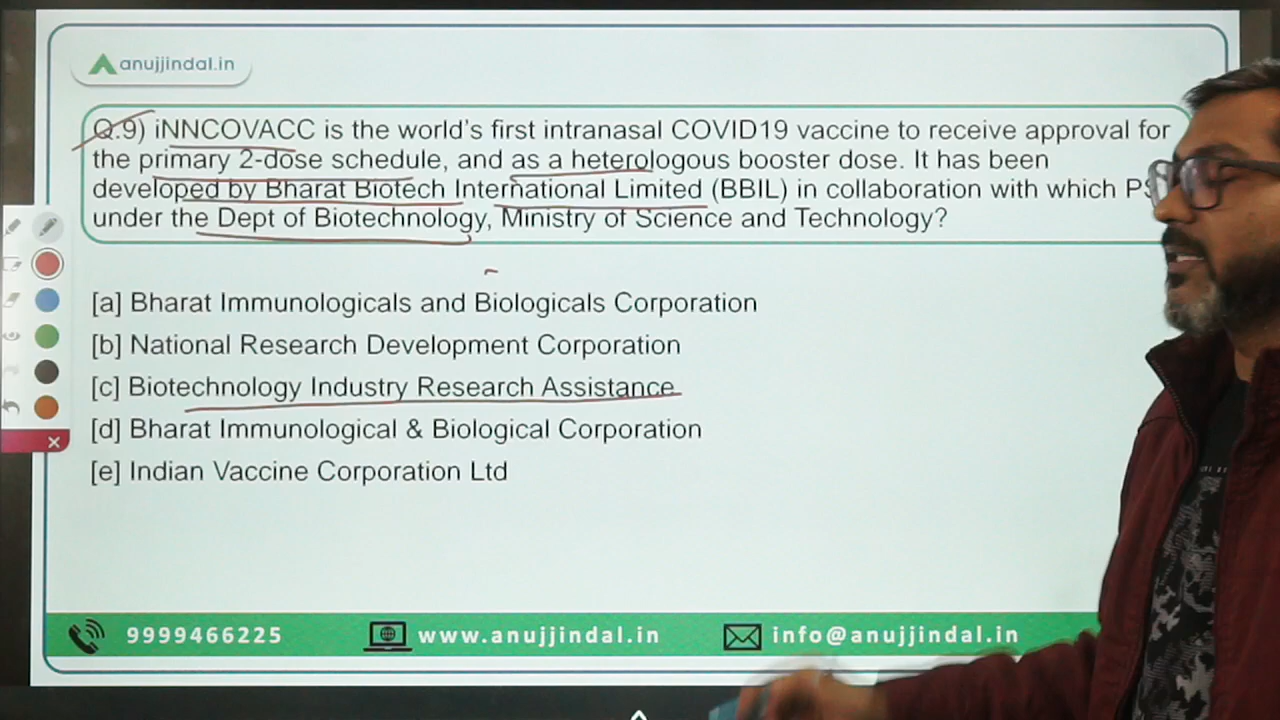 anujjindal.in
Q.9) iNNCOVACC is the world's first intranasal COVID19 vaccine to receive approval for
the primary 2-dose schedule, and as a heterologous booster dose. It has been
developed by Bharat Biotech International Limited (BBIL) in collaboration with which
under the Dept of Biotechnology, Ministry of Science and Technology?
[a] Bharat Immunologicals and Biologicals Corporation
[b] National Research Development Corporation
[c] Biotechnology Industry Research Assistance
[d] Bharat Immunological & Biological Corporation
[e] Indian Vaccine Corporation Ltd
9999466225 www.anujjindal.in info@anujjindal.in